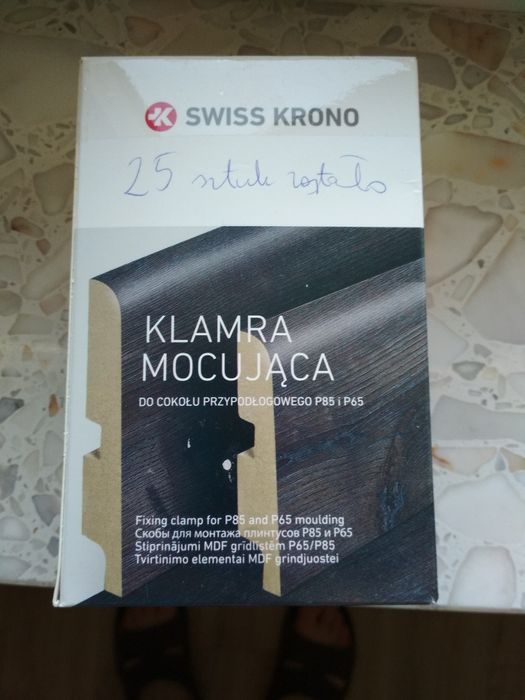 SWISS KRONO
25 sztuk zostało
KLAMRA
MOCUJĄCA
DO COKOŁU PRZYPODŁOGOWEGO P85 i P65
Fixing clamp for P85 and P65 moulding
Скобы для монтажа плинтусов P85 и P65
Stiprinājumi MDF grīdlīstēm P65/P85
Tvirtinimo elementai MDF grindjuostei